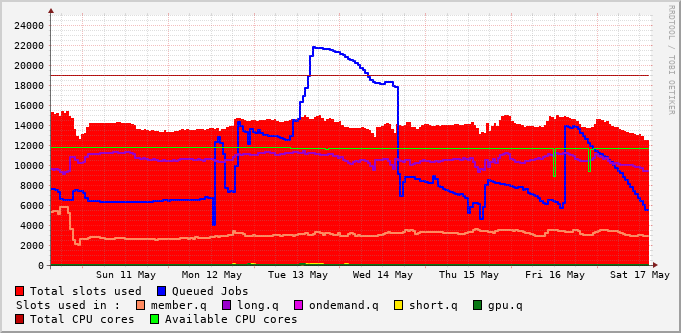 24000
22000
20000
18000
16000
14000
12000
10000
8000
6000
4000
2000
0
Sun 11 May Mon 12 May Tue 13 May Wed 14 May Thu 15 May Fri 16 May Sat 17 May
Total slots used Queued Jobs
Slots used in : member.q long.q ondemand.q short.q gpu.q
Total CPU cores Available CPU cores
RRDTOOL / TOBI OETIKER